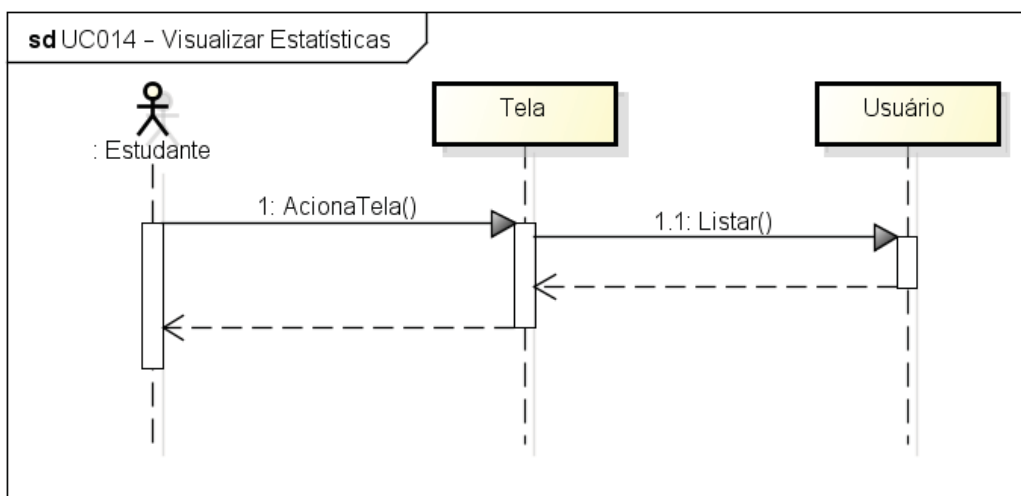 sd UC014 - Visualizar Estatísticas
: Estudante
Tela
Usuário
1: AcionaTela()
1.1: Listar()